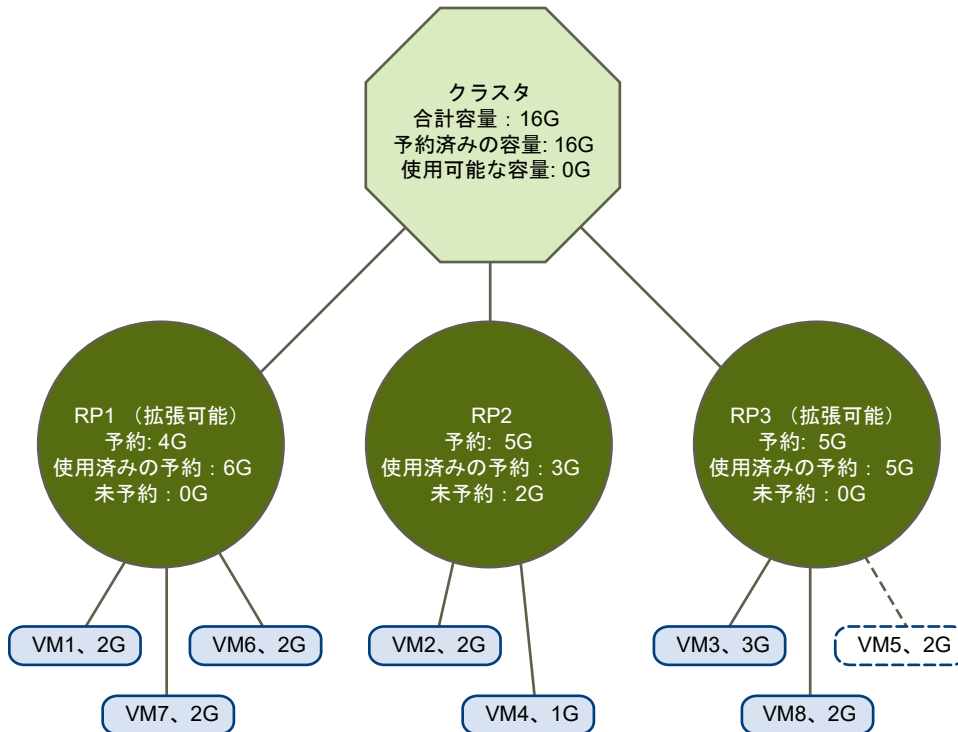 クラスタ
合計容量：16G
予約済みの容量: 16G
使用可能な容量: 0G
RP1 （拡張可能）
予約: 4G
使用済みの予約：6G
未予約：0G
RP2
予約: 5G
使用済みの予約：3G
未予約：2G
RP3 （拡張可能）
予約: 5G
使用済みの予約： 5G
未予約：0G
VM1、2G
VM6、2G
VM2、2G
VM3、3G
VM5、2G
VM7、2G
VM4、1G
VM8、2G